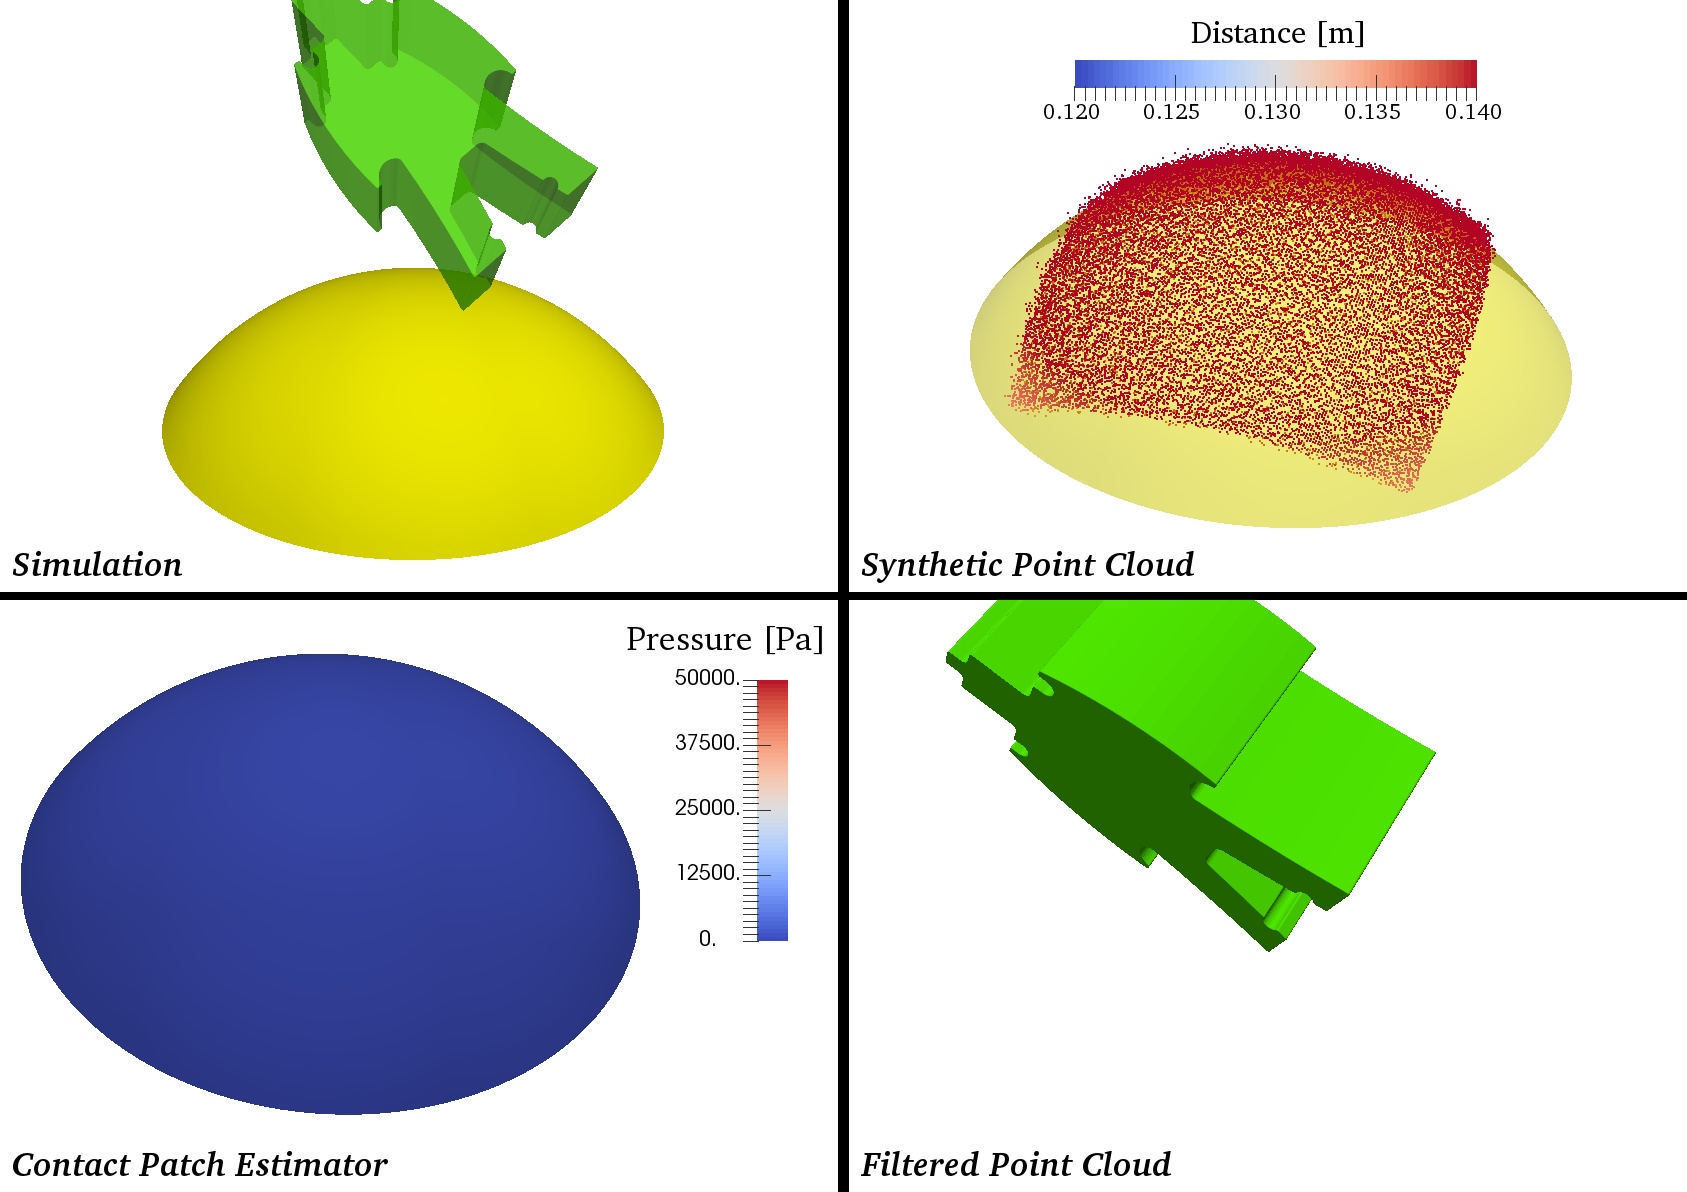 Simulation
Distance [m]
0.120 0.125 0.130 0.135 0.140
Synthetic Point Cloud
Pressure [Pa]
50000.
37500.
25000.
12500.
0.
Contact Patch Estimator
Filtered Point Cloud